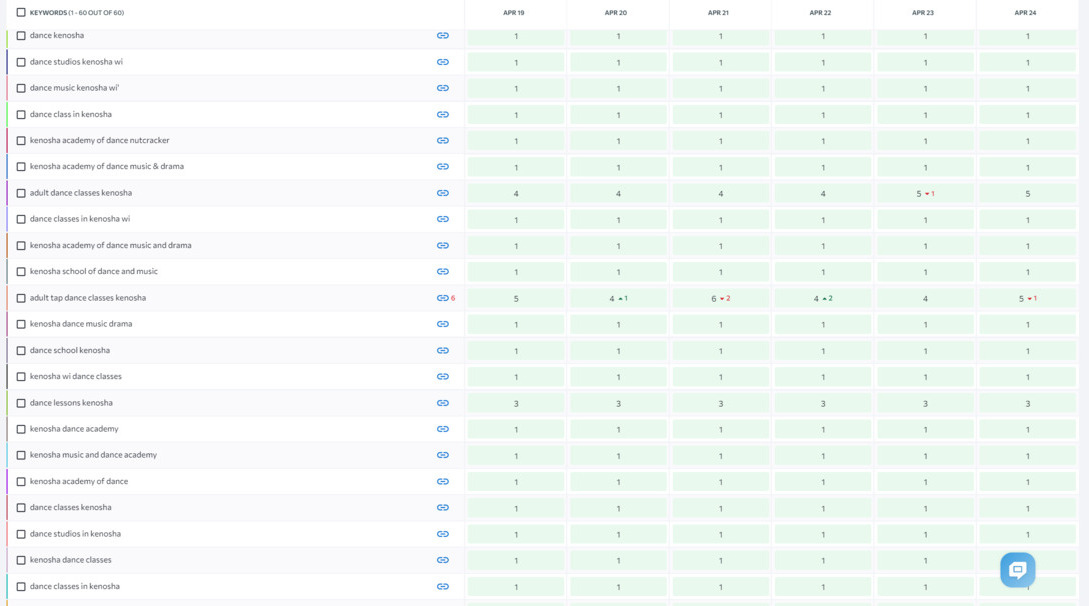 KEYWORDS (1 - 60 OUT OF 60) APR 19 APR 20 APR 21 APR 22 APR 23 APR 24
dance kenosha 1 1 1 1 1 1
dance studios kenosha wi 1 1 1 1 1 1
dance music kenosha wi' 1 1 1 1 1 1
dance class in kenosha 1 1 1 1 1 1
kenosha academy of dance nutcracker 1 1 1 1 1 1
kenosha academy of dance music & drama 1 1 1 1 1 1
adult dance classes kenosha 4 4 4 4 5 1 5
dance classes in kenosha wi 1 1 1 1 1 1
kenosha academy of dance music and drama 1 1 1 1 1 1
kenosha school of dance and music 1 1 1 1 1 1
adult tap dance classes kenosha 6 5 4 1 6 2 4 2 4 5 1
kenosha dance music drama 1 1 1 1 1 1
dance school kenosha 1 1 1 1 1 1
kenosha wi dance classes 1 1 1 1 1 1
dance lessons kenosha 3 3 3 3 3 3
kenosha dance academy 1 1 1 1 1 1
kenosha music and dance academy 1 1 1 1 1 1
kenosha academy of dance 1 1 1 1 1 1
dance classes kenosha 1 1 1 1 1 1
dance studios in kenosha 1 1 1 1 1 1
kenosha dance classes 1 1 1 1 1
dance classes in kenosha 1 1 1 1 1 1